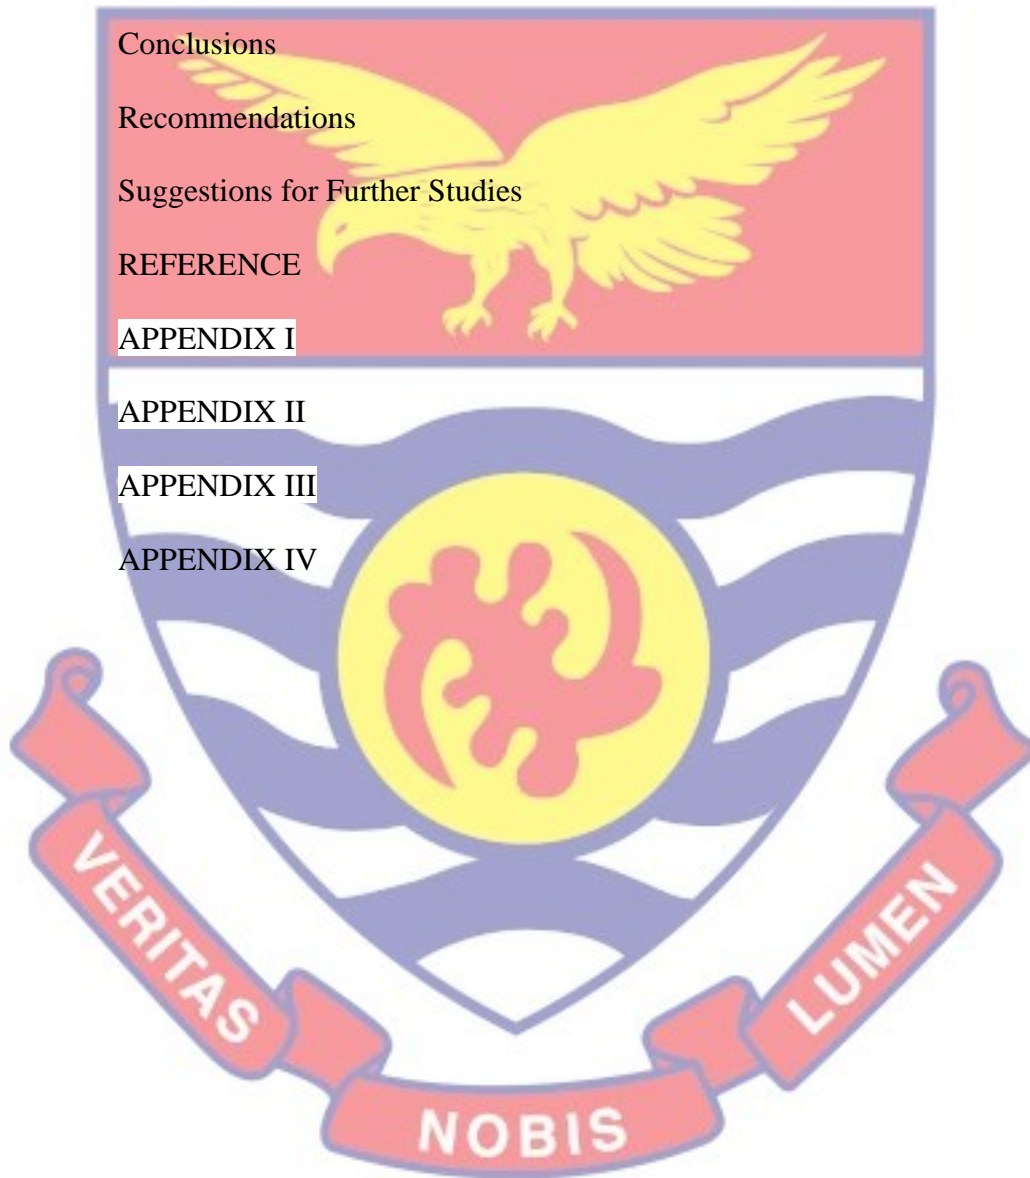 Conclusions
Recommendations
Suggestions for Further Studies
REFERENCE
APPENDIX I
APPENDIX II
APPENDIX III
APPENDIX IV
VERITAS
NOBIS
LUMEN